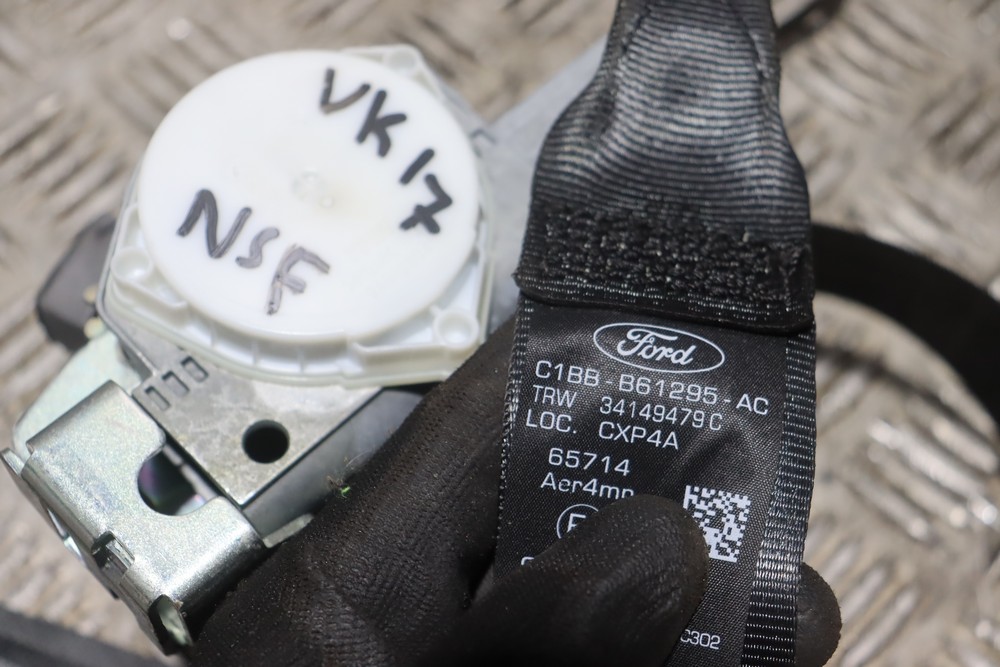 VK17
NSF
Ford
C1BB-B61295-AC
TRW 34149479C
LOC. CXP4A
65714
E
C302